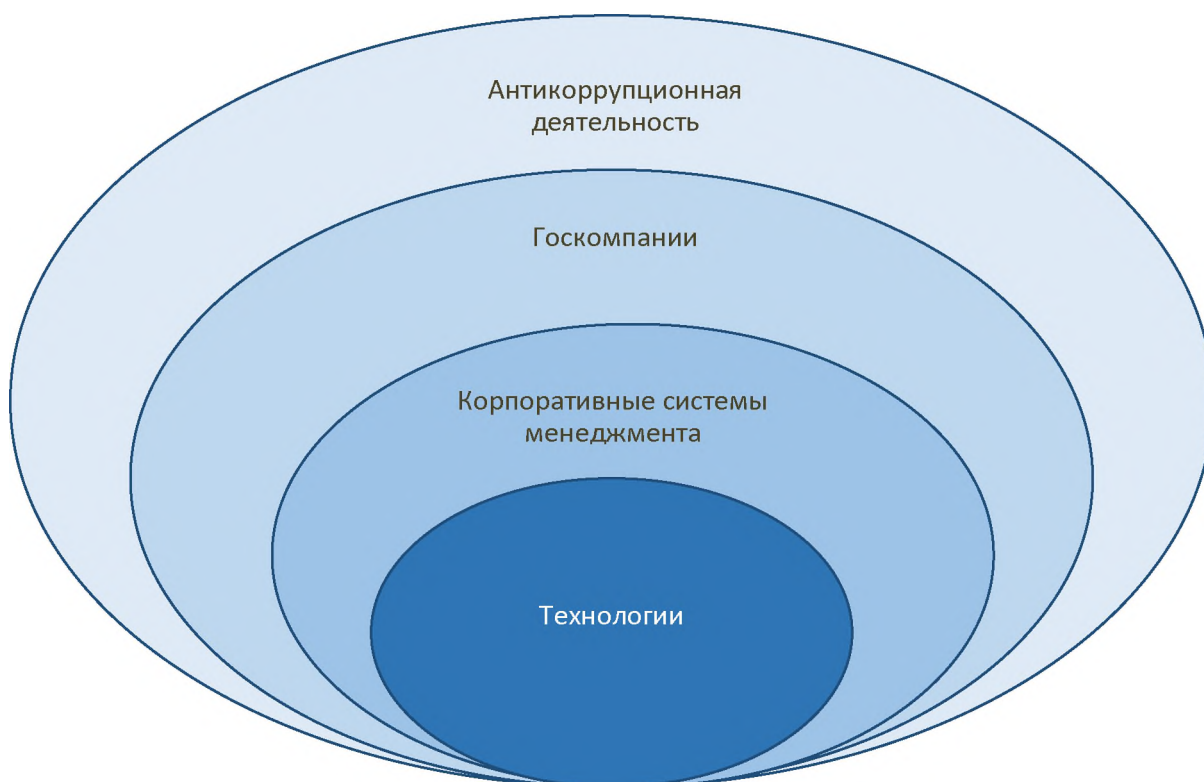 Антикоррупционная
деятельность
Госкомпании
Корпоративные системы
менеджмента
Технологии